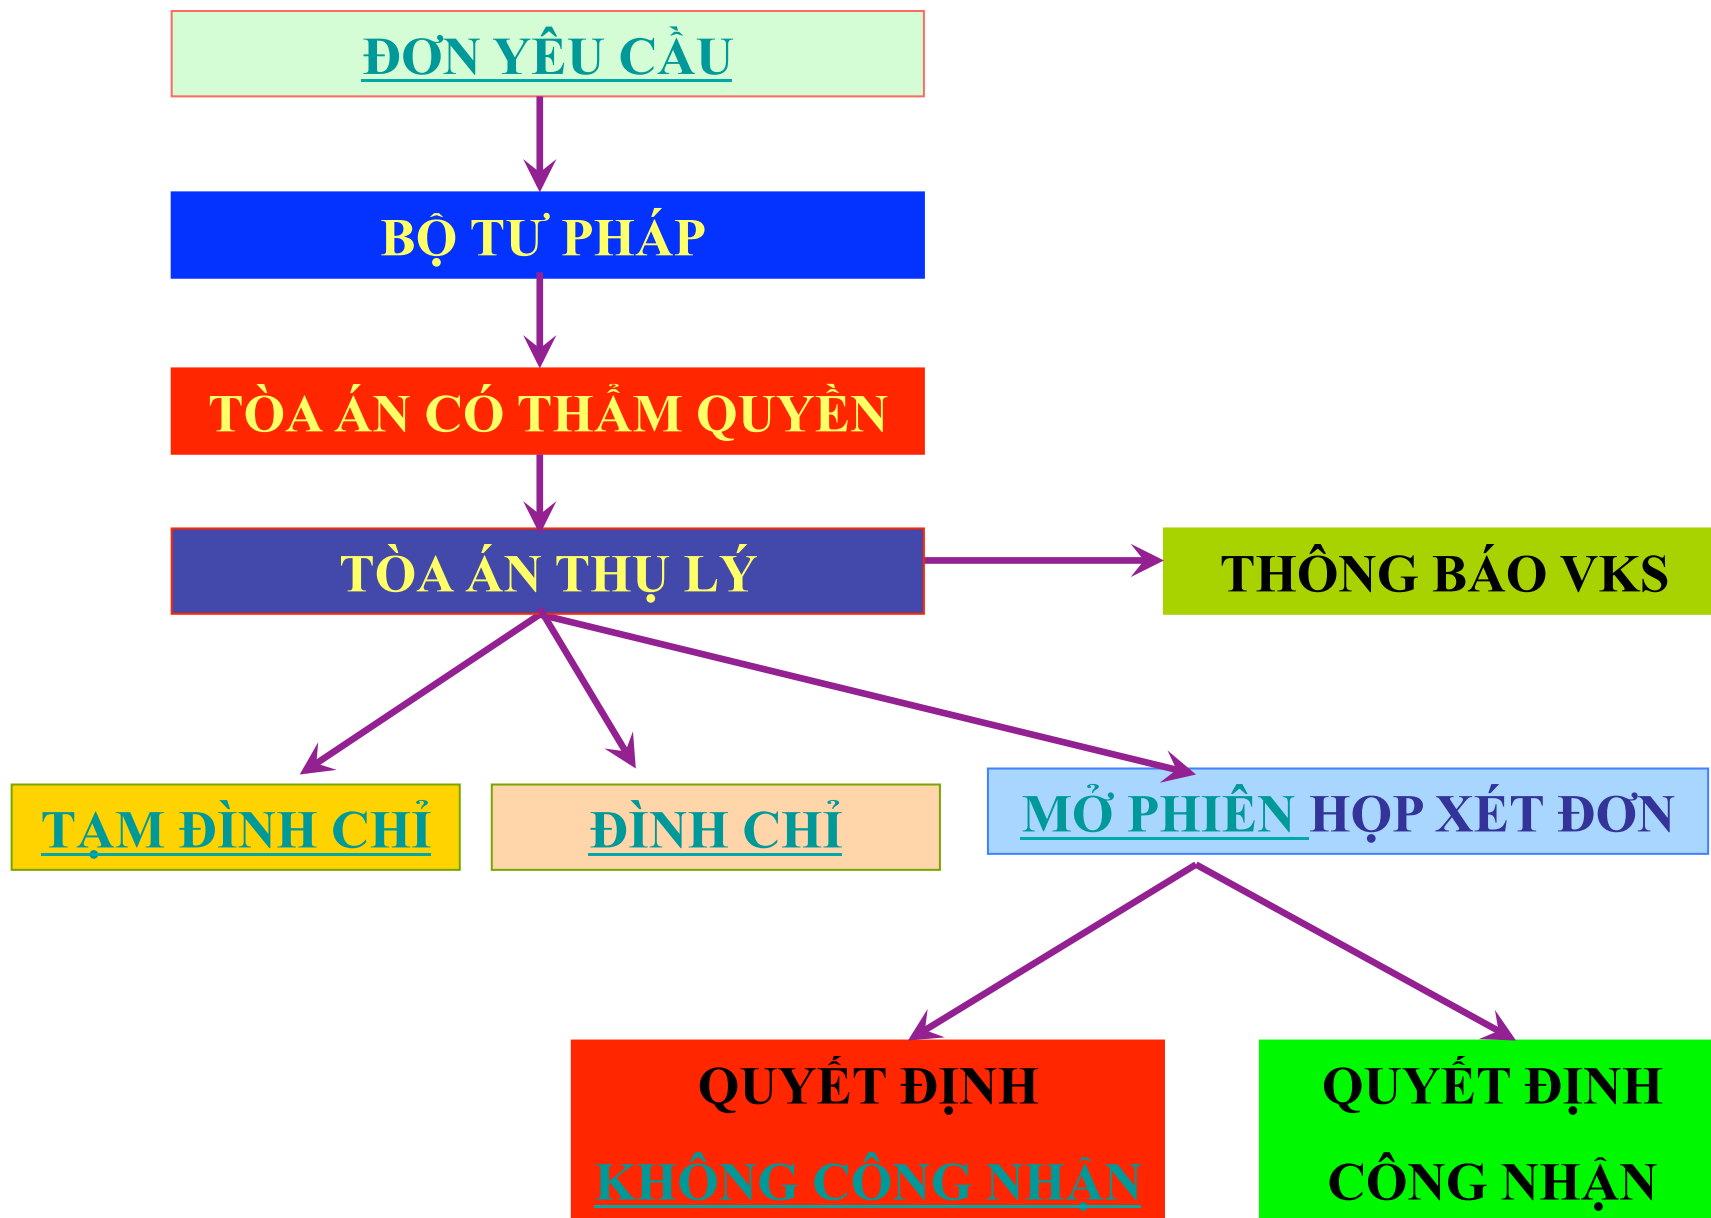 ĐƠN YÊU CẦU
BỘ TƯ PHÁP
TÒA ÁN CÓ THẨM QUYỀN
TÒA ÁN THỤ LÝ
THÔNG BÁO VKS
TẠM ĐÌNH CHỈ
ĐÌNH CHỈ
MỞ PHIÊN HỌP XÉT ĐƠN
QUYẾT ĐỊNH
KHÔNG CÔNG NHẬN
QUYẾT ĐỊNH
CÔNG NHẬN